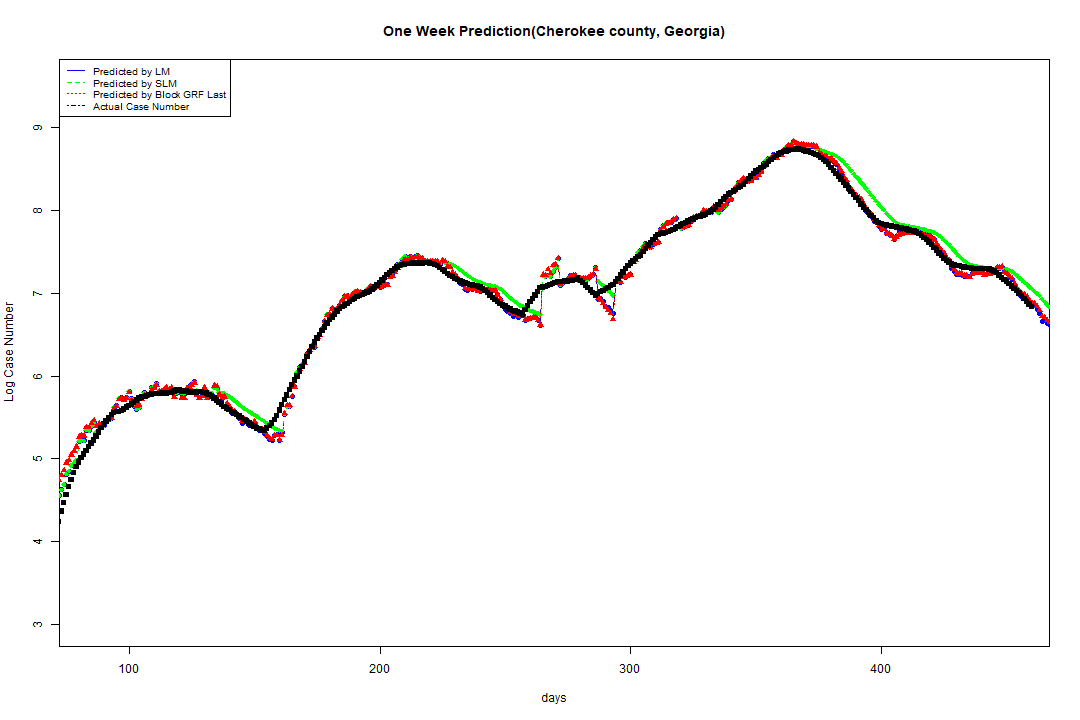 One Week Prediction(Cherokee county, Georgia)
Predicted by LM
Predicted by SLM
Predicted by Block GRF Last
Actual Case Number
9
8
7
6
5
4
3
Log Case Number
100 200 300 400
days